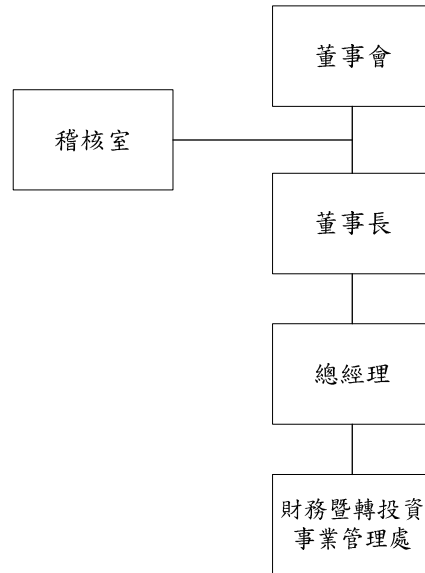 董事會
稽核室
董事長
總經理
財務暨轉投資
事業管理處